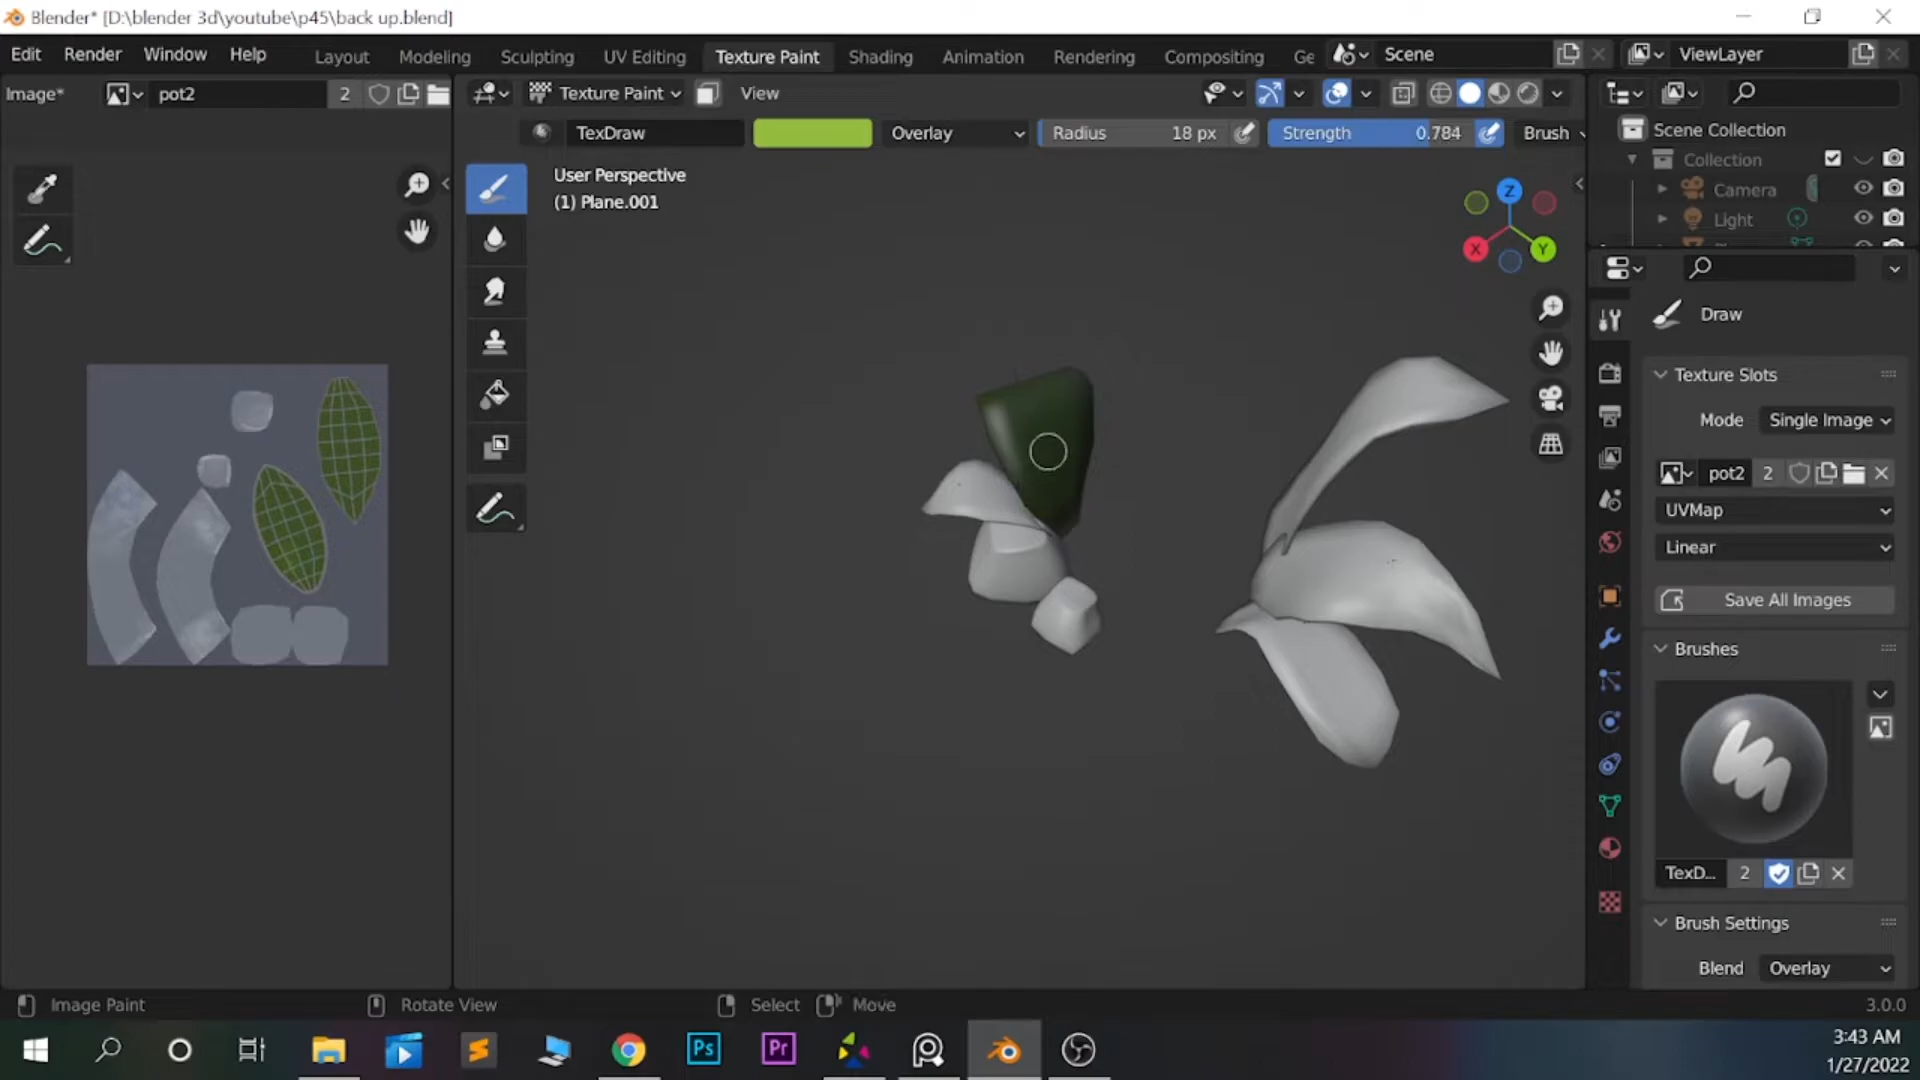 Blender* [D:\blender 3d\youtube\p45\back up.blend]
Edit Render Window Help Layout Modeling Sculpting UV Editing Texture Paint Shading Animation Rendering Compositing Ge Scene ViewLayer
Image* pot2 2 Texture Paint View
TexDraw Overlay Radius 18 px Strength 0.784 Brush
Scene Collection
Collection
Camera
Light
User Perspective
(1) Plane.001
Z
X
Y
Draw
Texture Slots
Mode Single Image
pot2 2
UVMap
Linear
Save All Images
Brushes
TexD... 2
Brush Settings
Blend Overlay
Image Paint Rotate View Select Move 3.0.0
Ps Pr
3:43 AM
1/27/2022